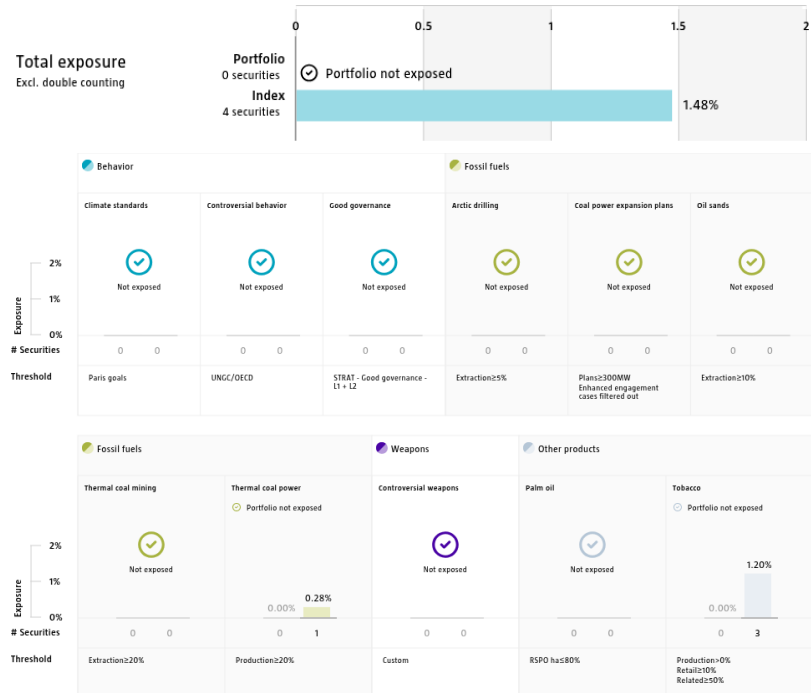 0 0.5 1 1.5 2
Total exposure
Excl. double counting
Portfolio
0 securities
Portfolio not exposed
Index
4 securities
1.48%
Behavior
Fossil fuels
Climate standards
Controversial behavior
Good governance
Arctic drilling
Coal power expansion plans
Oil sands
Exposure
2%
1%
0%
Not exposed
Not exposed
Not exposed
Not exposed
Not exposed
Not exposed
# Securities
0 0
0 0
0 0
0 0
0 0
0 0
Threshold
Paris goals
UNGC/OECD
STRAT - Good governance -
L1 + L2
Extraction≥5%
Plans≥300MW
Enhanced engagement
cases filtered out
Extraction≥10%
Fossil fuels
Weapons
Other products
Thermal coal mining
Thermal coal power
Portfolio not exposed
Controversial weapons
Palm oil
Tobacco
Portfolio not exposed
Exposure
2%
1%
0%
Not exposed
0.00%
0.28%
Not exposed
Not exposed
0.00%
1.20%
# Securities
0 0
0 1
0 0
0 0
0 3
Threshold
Extraction≥20%
Production≥20%
Custom
RSPO ha≤80%
Production>0%
Retail≥10%
Related≥50%